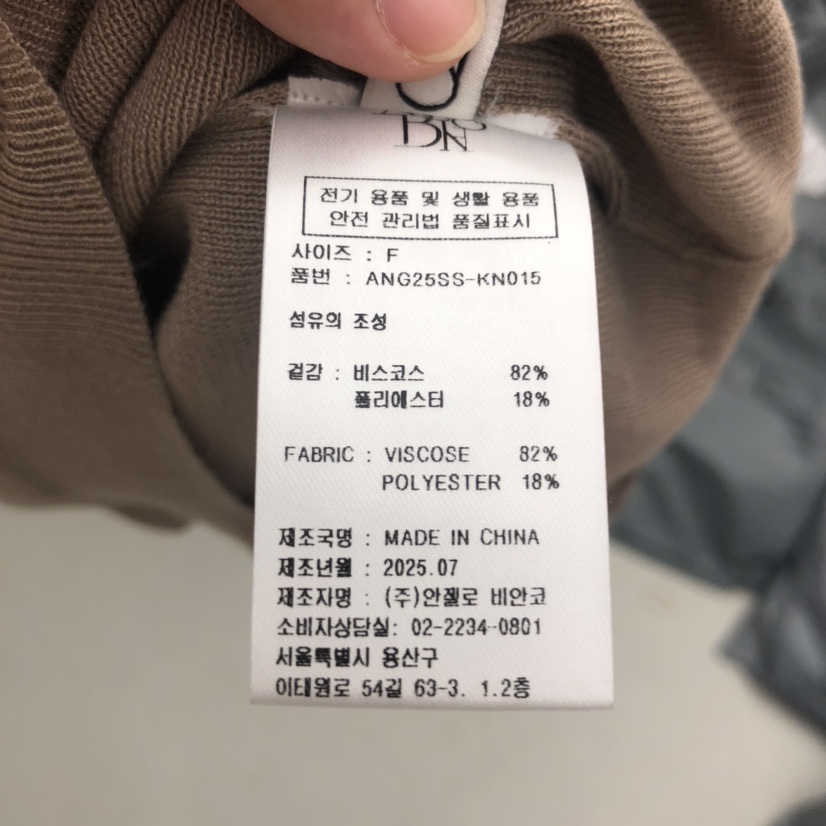 전기 용품 및 생활 용품
안전 관리법 품질표시
사이즈 : F
품번 : ANG25SS-KN015
섬유의 조성
겉감 : 비스코스 82%
폴리에스터 18%
FABRIC : VISCOSE 82%
POLYESTER 18%
제조국명 : MADE IN CHINA
제조년월 : 2025.07
제조자명 : (주)안젤로 비안코
소비자상담실: 02-2234-0801
서울특별시 용산구
이태원로 54길 63-3. 1.2층